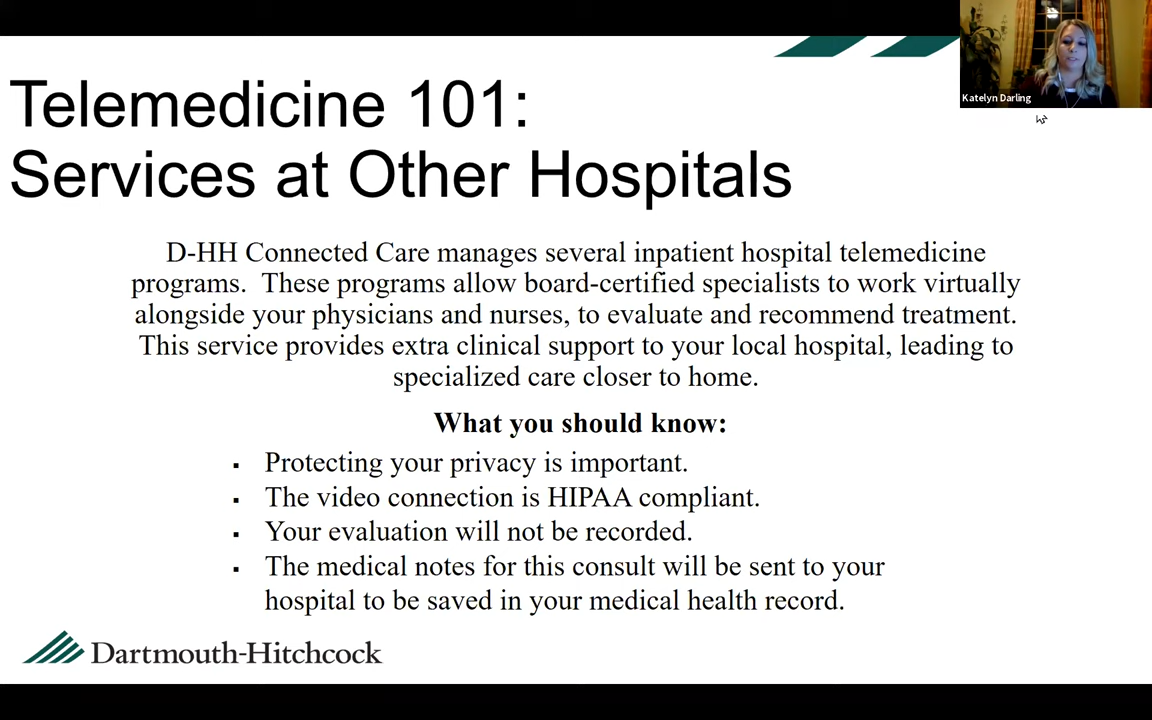 Telemedicine 101:
Services at Other Hospitals
Katelyn Darling
D-HH Connected Care manages several inpatient hospital telemedicine
programs.  These programs allow board-certified specialists to work virtually
alongside your physicians and nurses, to evaluate and recommend treatment.
This service provides extra clinical support to your local hospital, leading to
specialized care closer to home.
What you should know:
▪ Protecting your privacy is important.
▪ The video connection is HIPAA compliant.
▪ Your evaluation will not be recorded.
▪ The medical notes for this consult will be sent to your
hospital to be saved in your medical health record.
Dartmouth-Hitchcock